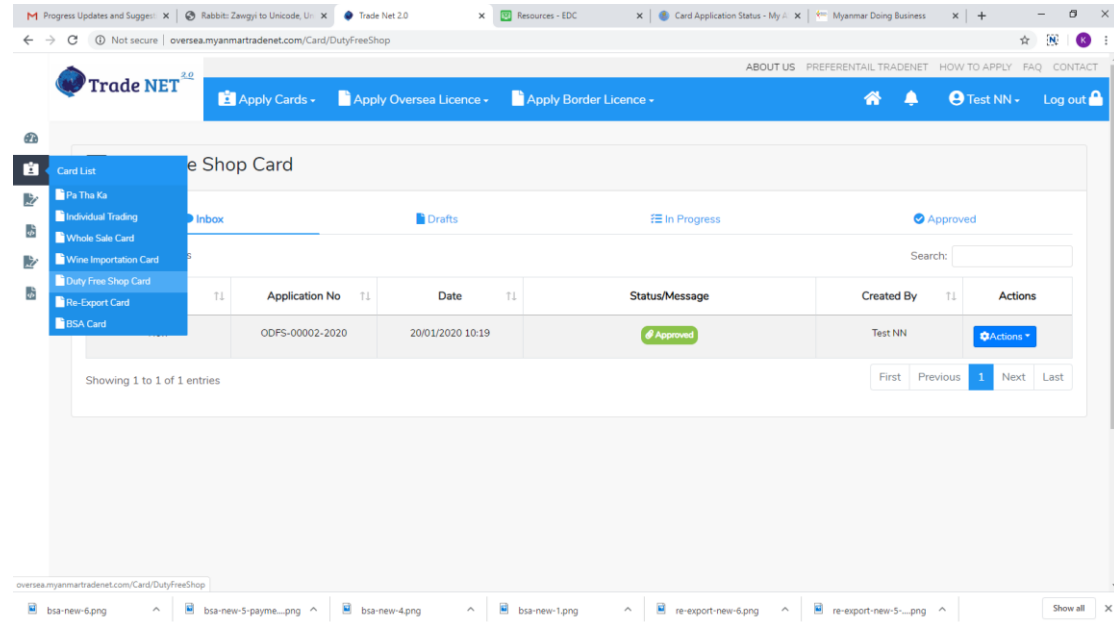 Progress Updates and Suggest
Rabbit: Zawgyi to Unicode, Un
Trade Net 2.0
Resources - EDC
Card Application Status - My A
Myanmar Doing Business
Not secure | oversea.myanmartradenet.com/Card/DutyFreeShop
K
ABOUT US PREFERENTAIL TRADENET HOW TO APPLY FAQ CONTACT
Trade NET 2.0
Apply Cards
Apply Oversea Licence
Apply Border Licence
Test NN
Log out
e Shop Card
Card List
Pa Tha Ka
Individual Trading
Whole Sale Card
Wine Importation Card
Duty Free Shop Card
Re-Export Card
BSA Card
Inbox
Drafts
In Progress
Approved
s
Search:
Application No
Date
Status/Message
Created By
Actions
ODFS-00002-2020
20/01/2020 10:19
Approved
Test NN
Actions
Showing 1 to 1 of 1 entries
First Previous 1 Next Last
oversea.myanmartradenet.com/Card/DutyFreeShop
bsa-new-6.png
bsa-new-5-payme....png
bsa-new-4.png
bsa-new-1.png
re-export-new-6.png
re-export-new-5-....png
Show all